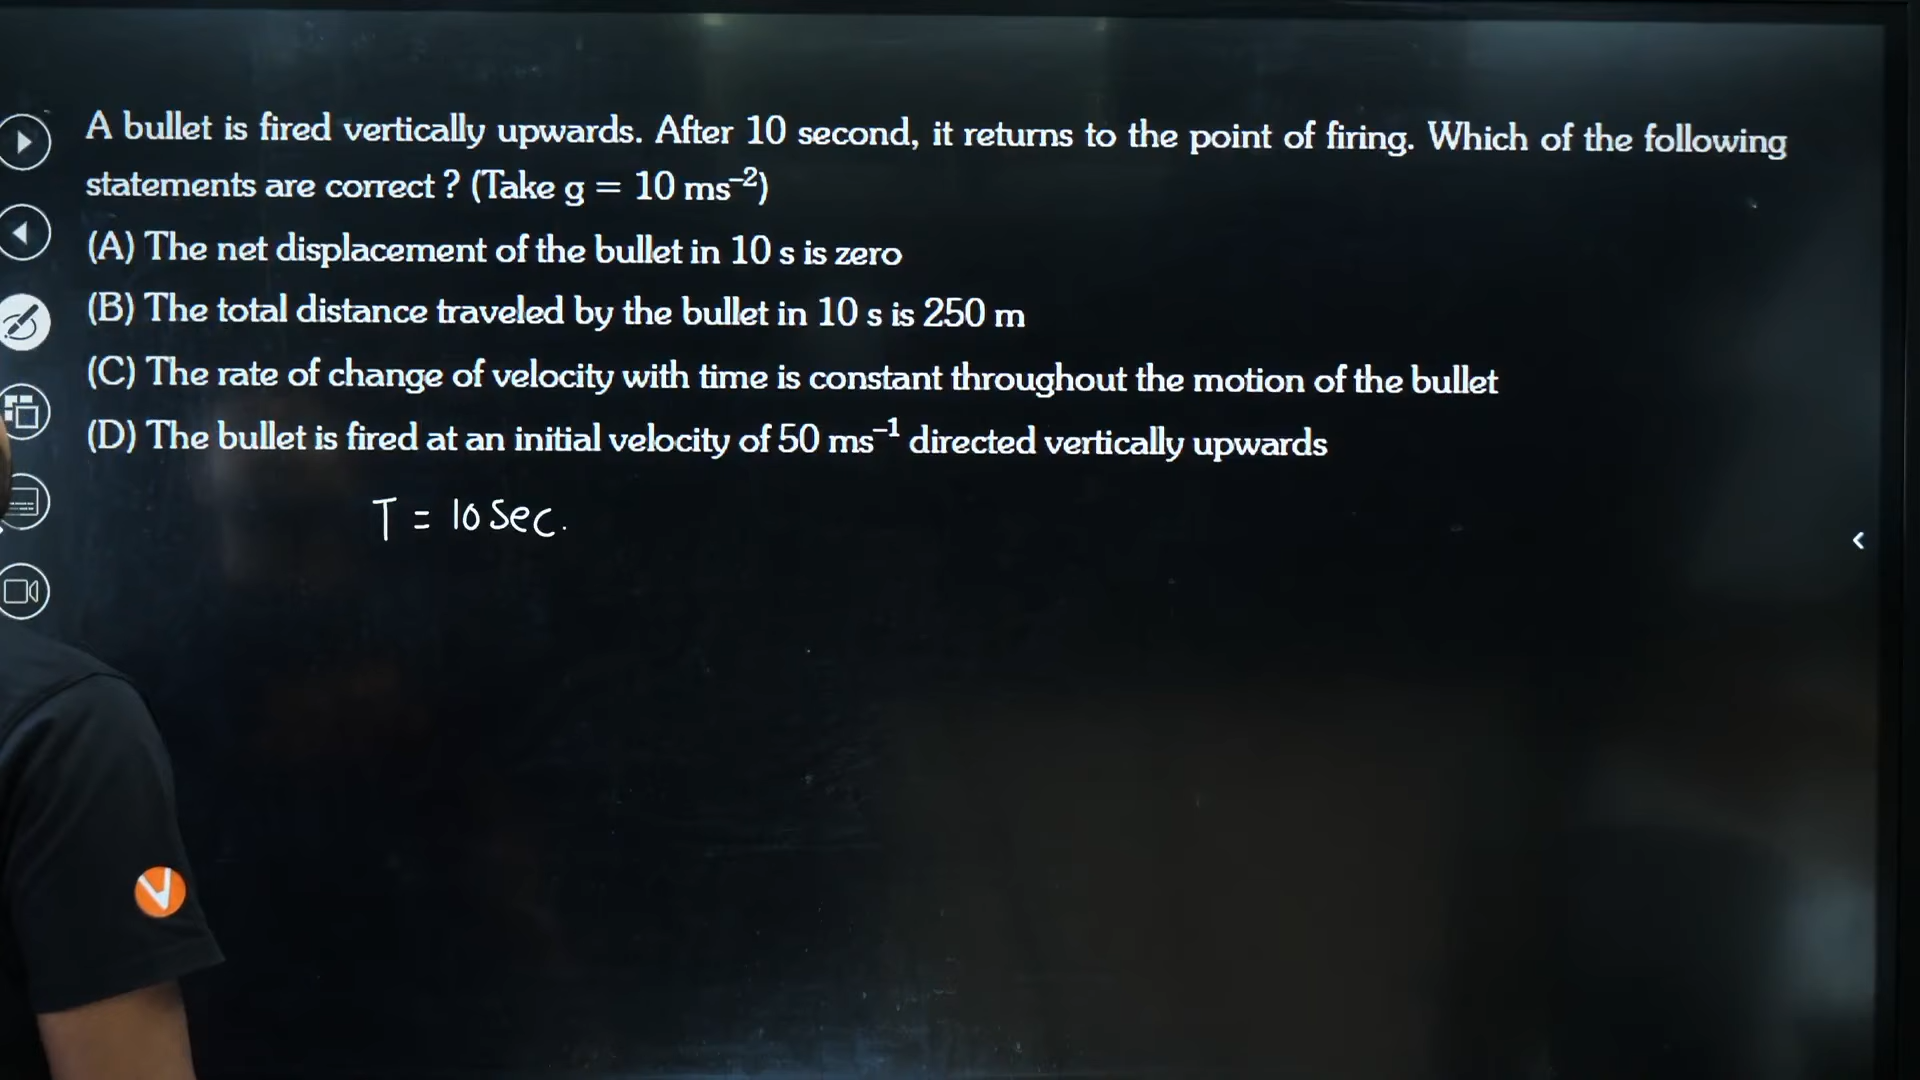 A bullet is fired vertically upwards. After 10 second, it returns to the point of firing. Which of the following
statements are correct ? (Take g = 10 ms⁻²)
(A) The net displacement of the bullet in 10 s is zero
(B) The total distance traveled by the bullet in 10 s is 250 m
(C) The rate of change of velocity with time is constant throughout the motion of the bullet
(D) The bullet is fired at an initial velocity of 50 ms⁻¹ directed vertically upwards
T = 10 Sec.